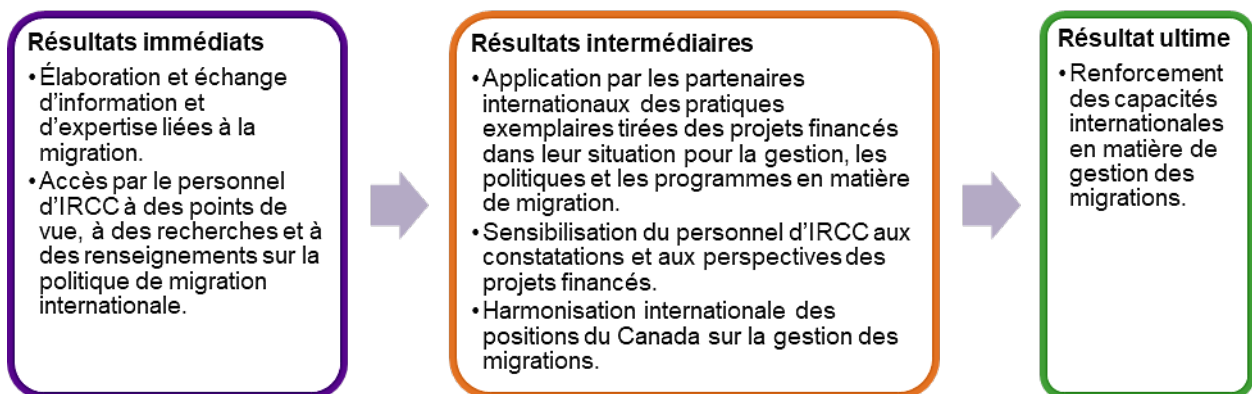 Résultats immédiats
•Élaboration et échange
d'information et
d'expertise liées à la
migration.
•Accès par le personnel
d'IRCC à des points de
vue, à des recherches et à
des renseignements sur la
politique de migration
internationale.
Résultats intermédiaires
•Application par les partenaires
internationaux des pratiques
exemplaires tirées des projets financés
dans leur situation pour la gestion, les
politiques et les programmes en matière
de migration.
•Sensibilisation du personnel d'IRCC aux
constatations et aux perspectives des
projets financés.
•Harmonisation internationale des
positions du Canada sur la gestion des
migrations.
Résultat ultime
•Renforcement
des capacités
internationales
en matière de
gestion des
migrations.